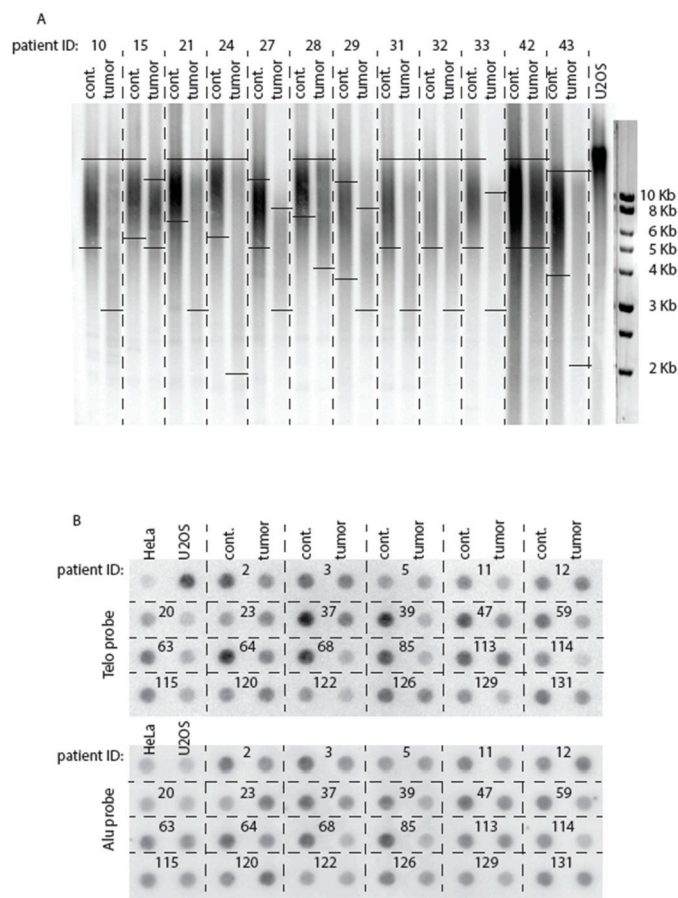 A
patient ID: 10 15 21 24 27 28 29 31 32 33 42 43
cont. tumor cont. tumor cont. tumor cont. tumor cont. tumor cont. tumor cont. tumor cont. tumor cont. tumor cont. tumor cont. tumor cont. tumor U2OS
10 Kb
8 Kb
6 Kb
5 Kb
4 Kb
3 Kb
2 Kb
B
HeLa U2OS cont. tumor cont. tumor cont. tumor cont. tumor cont. tumor
patient ID: 2 3 5 11 12
20 23 37 39 47 59
63 64 68 85 113 114
115 120 122 126 129 131
Telo probe
HeLa U2OS
patient ID: 2 3 5 11 12
20 23 37 39 47 59
63 64 68 85 113 114
115 120 122 126 129 131
Alu probe